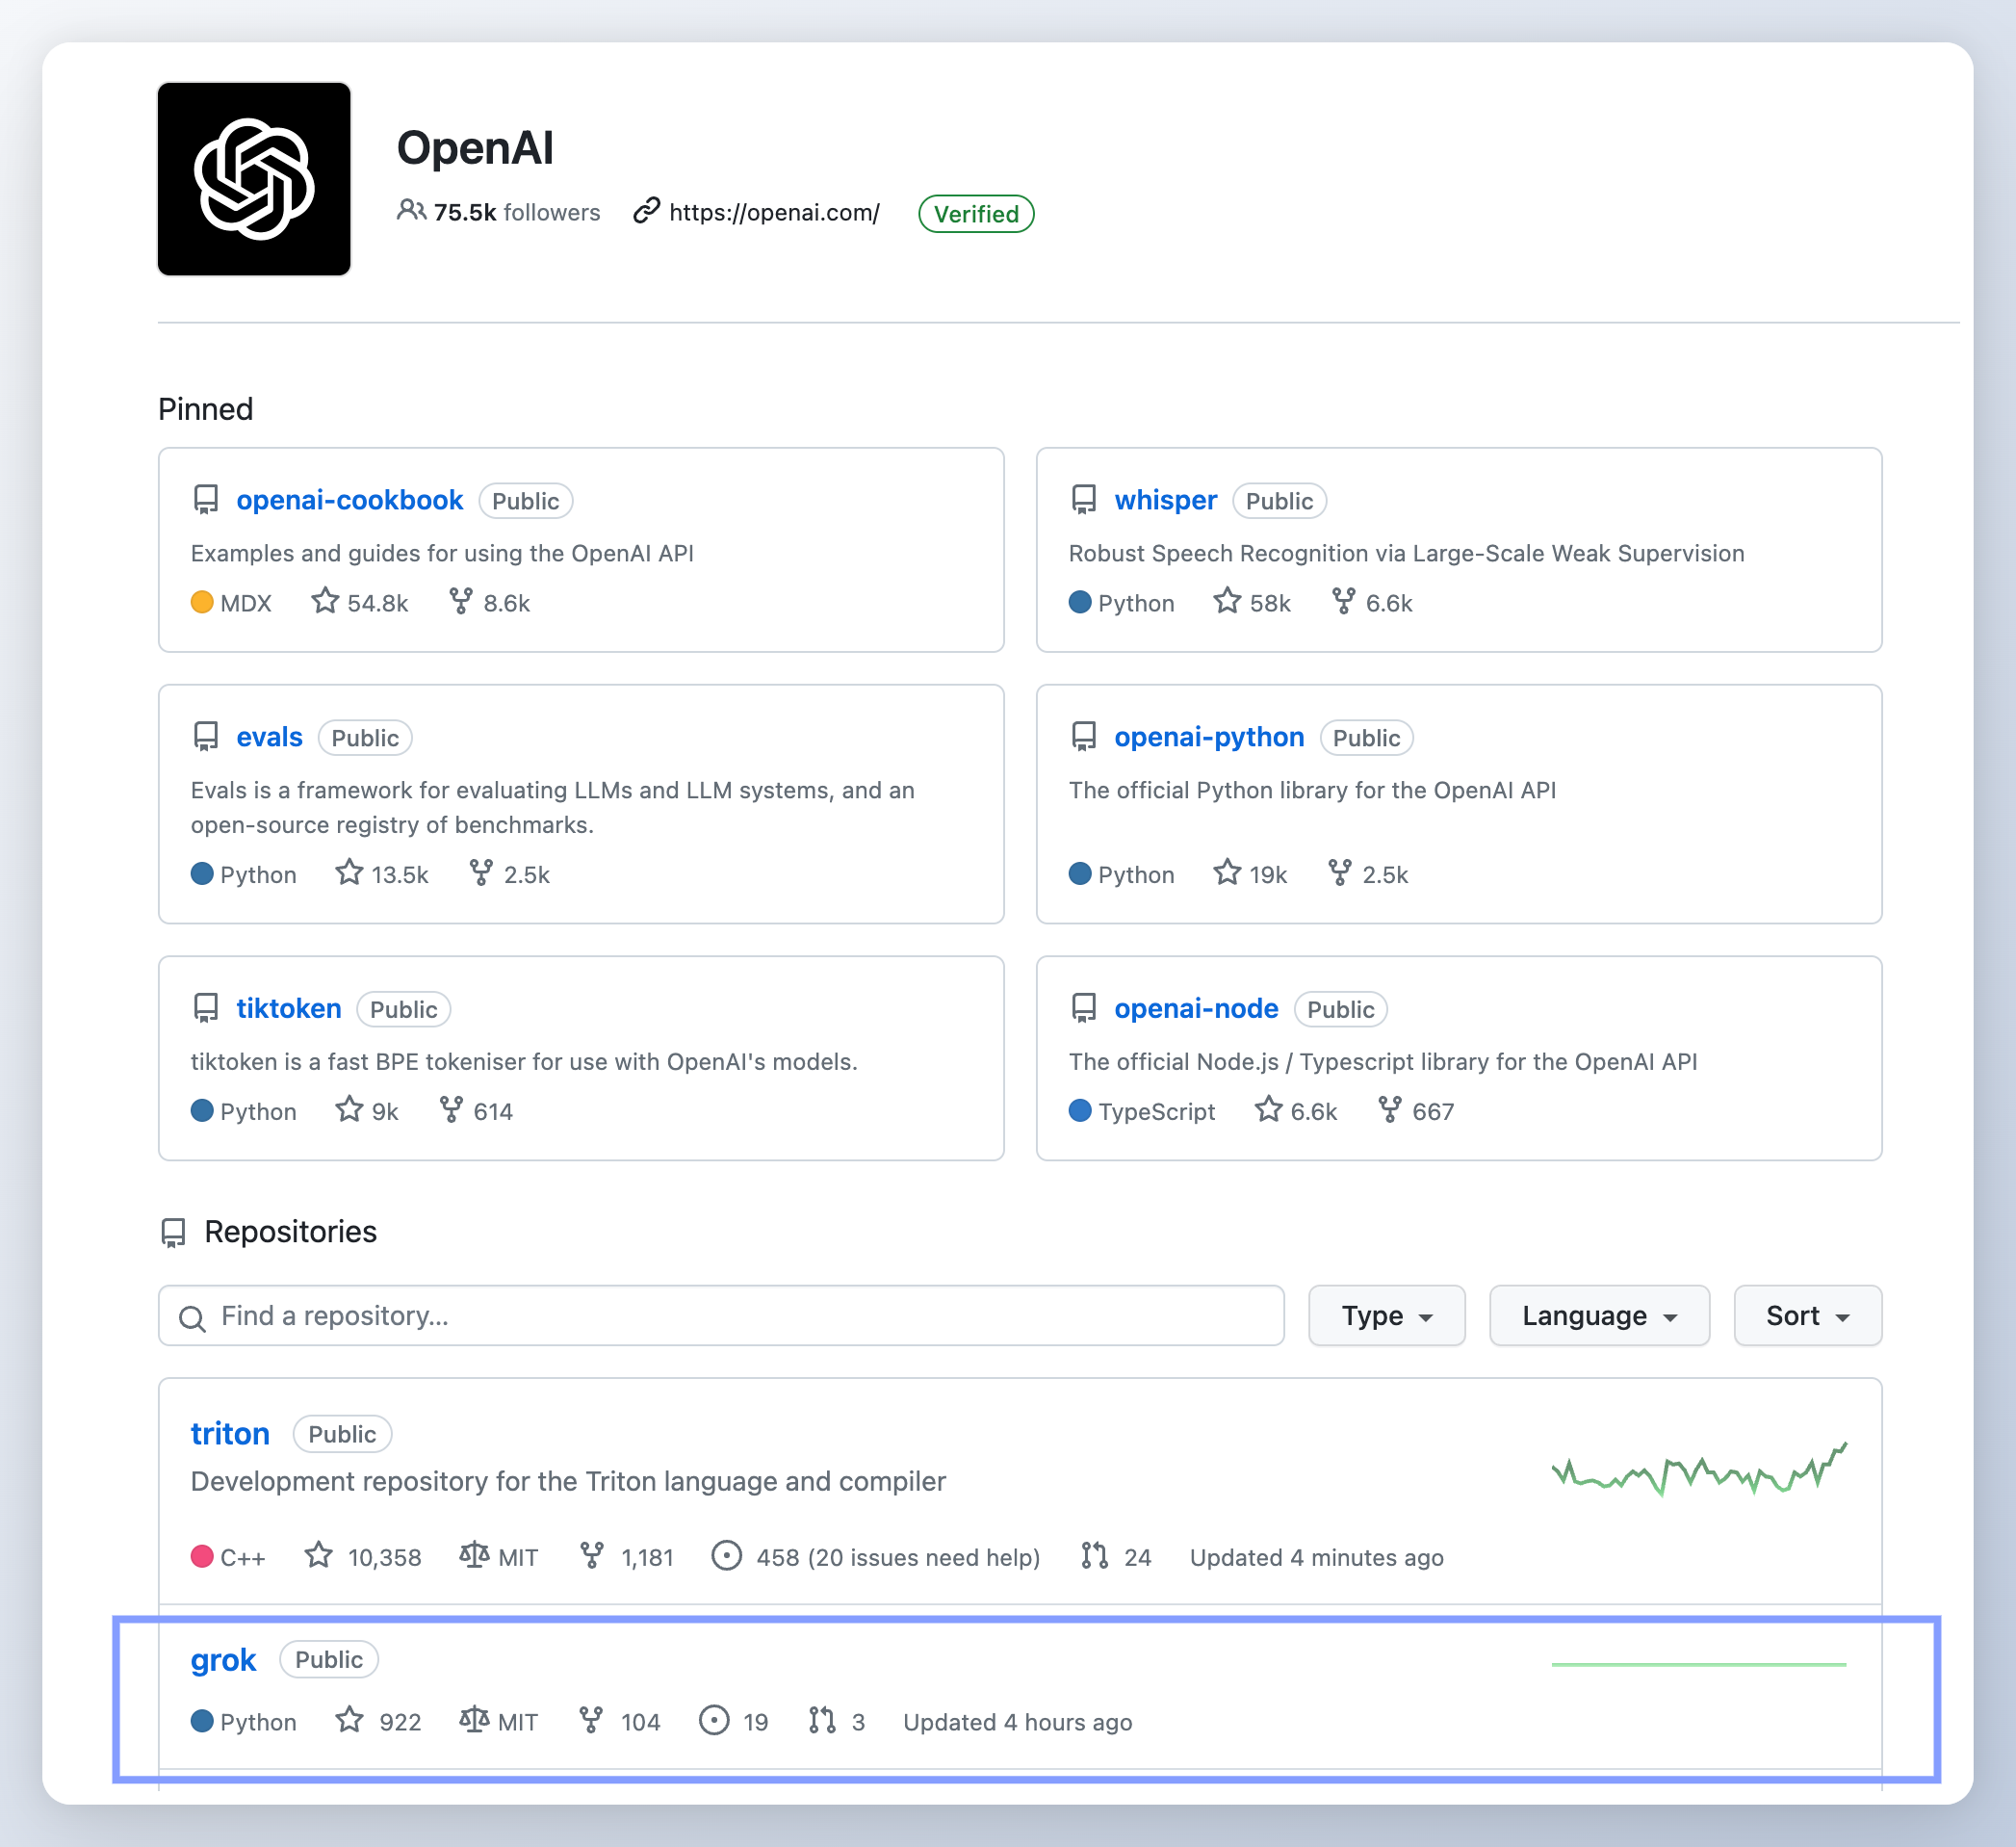 OpenAI
75.5k followers https://openai.com/ Verified
Pinned
openai-cookbook Public
Examples and guides for using the OpenAI API
MDX 54.8k 8.6k
whisper Public
Robust Speech Recognition via Large-Scale Weak Supervision
Python 58k 6.6k
evals Public
Evals is a framework for evaluating LLMs and LLM systems, and an
open-source registry of benchmarks.
Python 13.5k 2.5k
openai-python Public
The official Python library for the OpenAI API
Python 19k 2.5k
tiktoken Public
tiktoken is a fast BPE tokeniser for use with OpenAI's models.
Python 9k 614
openai-node Public
The official Node.js / Typescript library for the OpenAI API
TypeScript 6.6k 667
Repositories
Find a repository... Type Language Sort
triton Public
Development repository for the Triton language and compiler
C++ 10,358 MIT 1,181 458 (20 issues need help) 24 Updated 4 minutes ago
grok Public
Python 922 MIT 104 19 3 Updated 4 hours ago